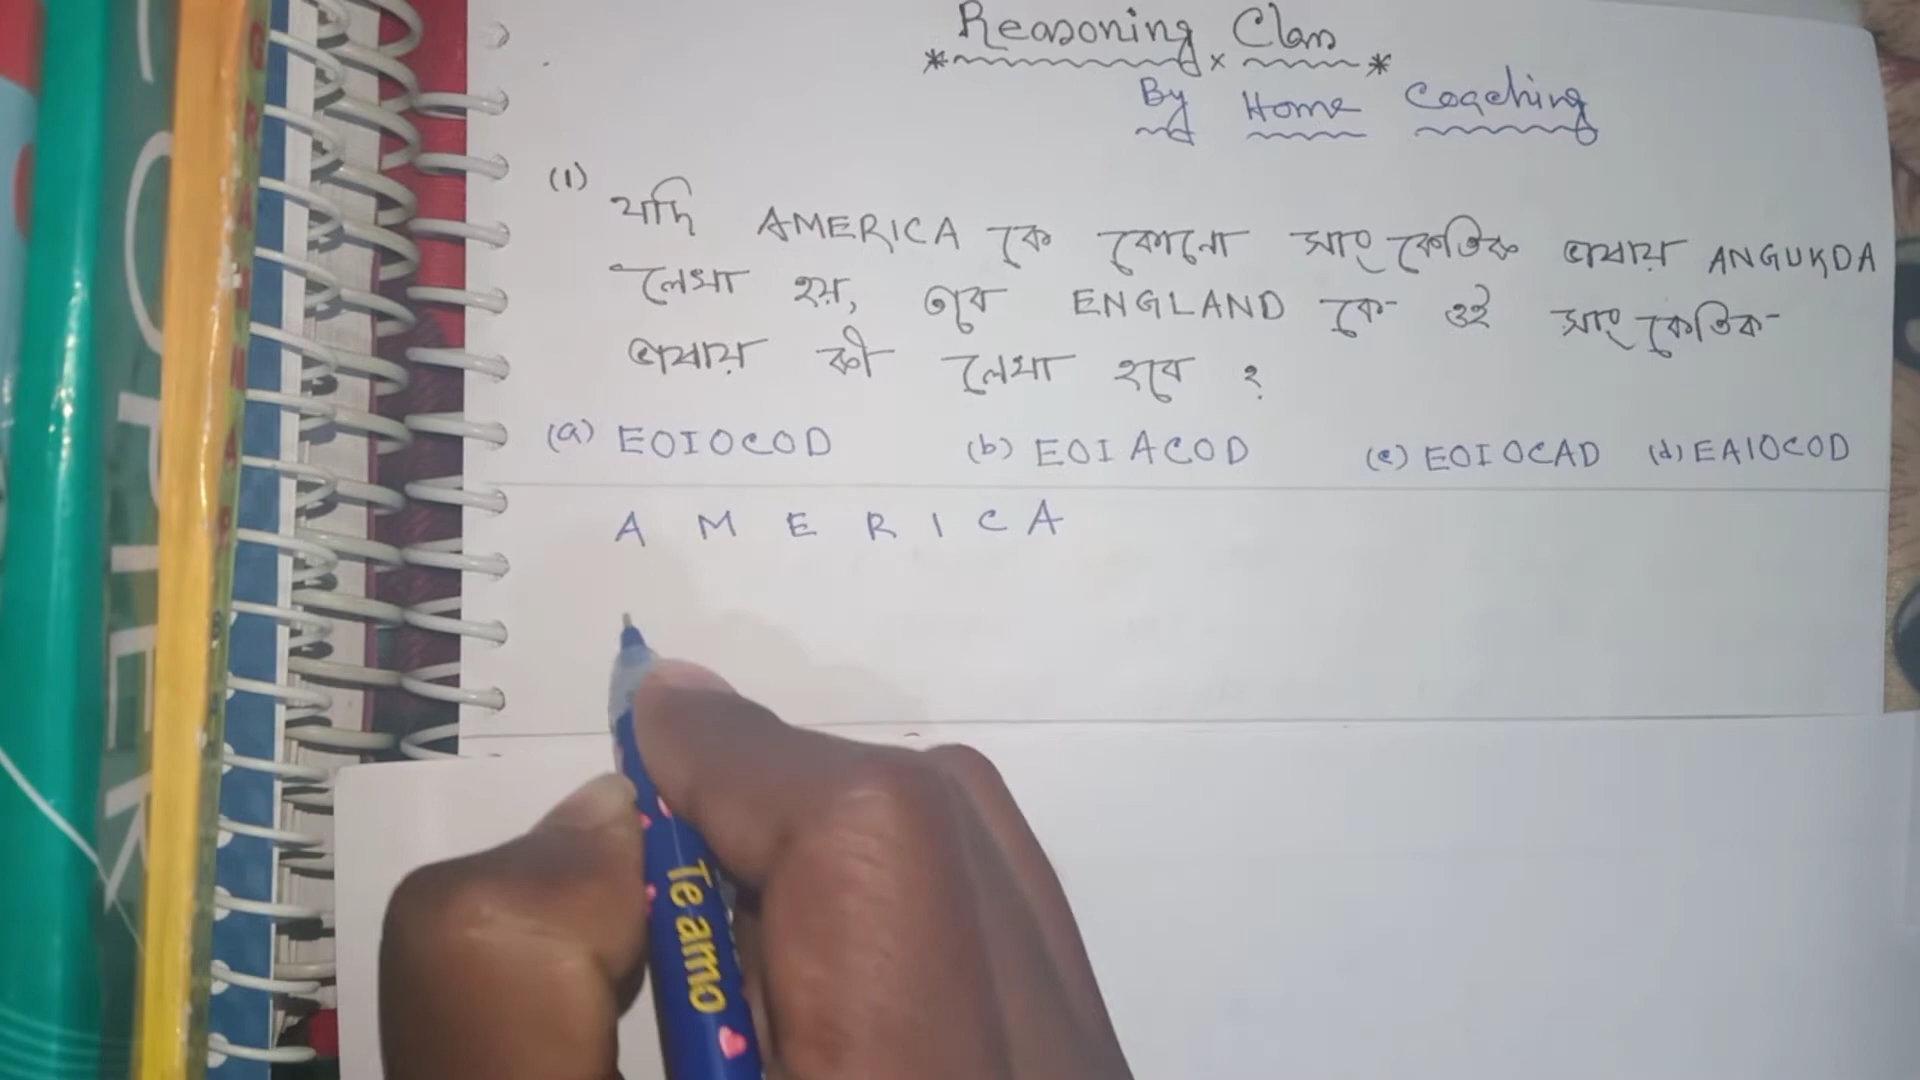 Reasoning Class
By Home Coaching
(1) যদি AMERICA কে কোনো সাংকেতিক ভাষায় ANGUKDA
লেখা হয়, তবে ENGLAND কে ওই সাংকেতিক
ভাষায় কী লেখা হবে ?
(a) EOIOCOD (b) EOIACOD (c) EOIOCAD (d) EAIOCOD
A M E R I C A
Te amo
COPIER